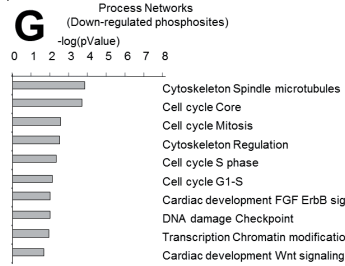 G
Process Networks
(Down-regulated phosphosites)
-log(pValue)
0 1 2 3 4 5 6 7 8
Cytoskeleton Spindle microtubules
Cell cycle Core
Cell cycle Mitosis
Cytoskeleton Regulation
Cell cycle S phase
Cell cycle G1-S
Cardiac development FGF ErbB sig
DNA damage Checkpoint
Transcription Chromatin modificatio
Cardiac development Wnt signaling